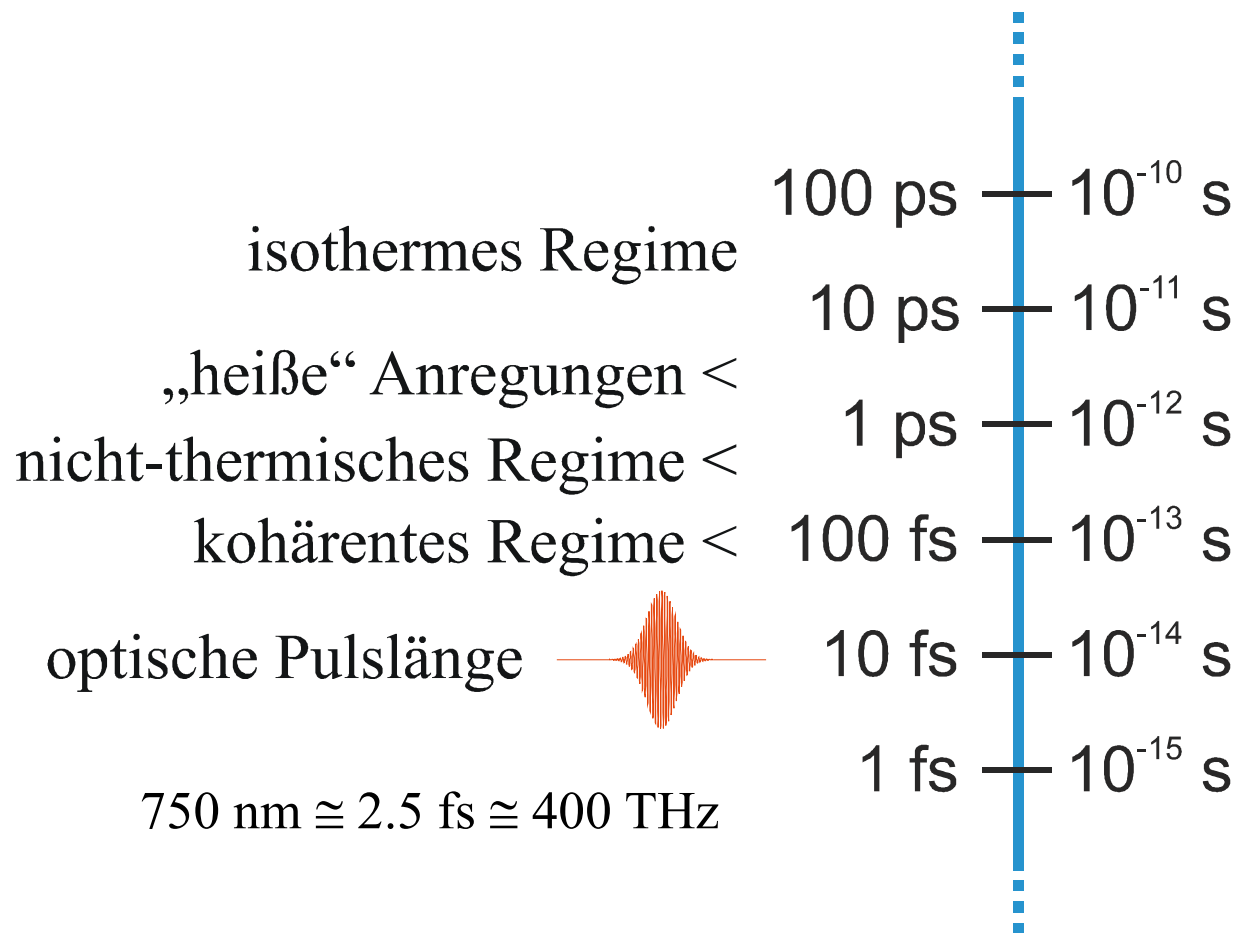 100 ps 10⁻¹⁰ s
isothermes Regime
10 ps 10⁻¹¹ s
„heiße“ Anregungen <
1 ps 10⁻¹² s
nicht-thermisches Regime <
kohärentes Regime < 100 fs 10⁻¹³ s
optische Pulslänge 10 fs 10⁻¹⁴ s
1 fs 10⁻¹⁵ s
750 nm ≅ 2.5 fs ≅ 400 THz